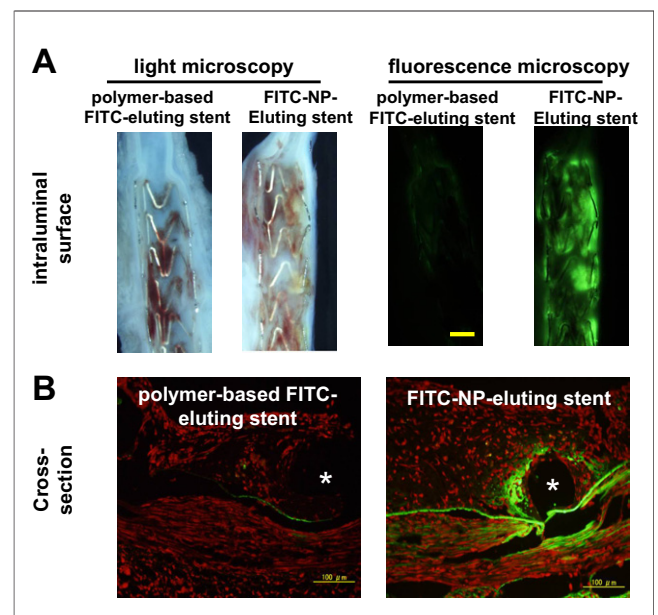 A
light microscopy
fluorescence microscopy
polymer-based
FITC-eluting stent
FITC-NP-
Eluting stent
polymer-based
FITC-eluting stent
FITC-NP-
Eluting stent
intraluminal
surface
B
polymer-based FITC-
eluting stent
FITC-NP-eluting stent
Cross-
section
*
*
100 μm
100 μm